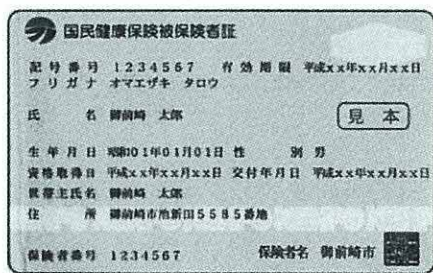 国民健康保険被保険者証
記号番号 1234567 有効期限 平成xx年xx月xx日
フリガナ オマエザキ タロウ
氏 名 御前崎 太郎
見本
生年月日 昭和01年01月01日 性 別 男
資格取得日 平成xx年xx月xx日 交付年月日 平成xx年xx月xx日
世帯主氏名 御前崎 太郎
住 所 御前崎市池新田5585番地
保険者番号 1234567 保険者名 御前崎市